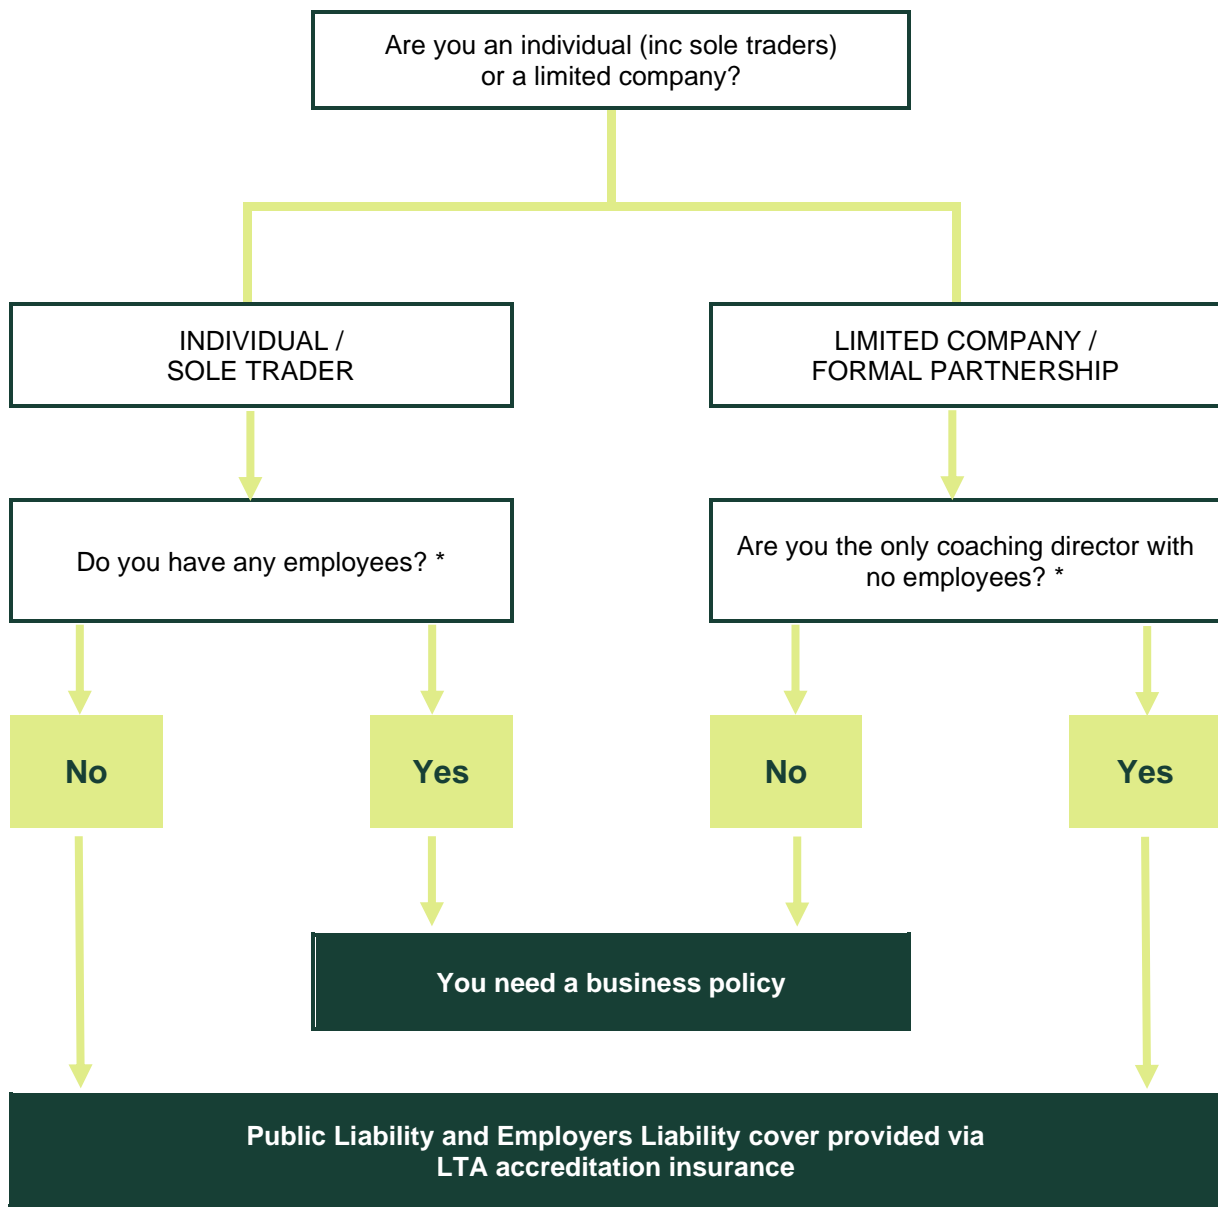 Are you an individual (inc sole traders)
or a limited company?
INDIVIDUAL /
SOLE TRADER
LIMITED COMPANY /
FORMAL PARTNERSHIP
Do you have any employees? *
Are you the only coaching director with
no employees? *
No
Yes
No
Yes
You need a business policy
Public Liability and Employers Liability cover provided via
LTA accreditation insurance